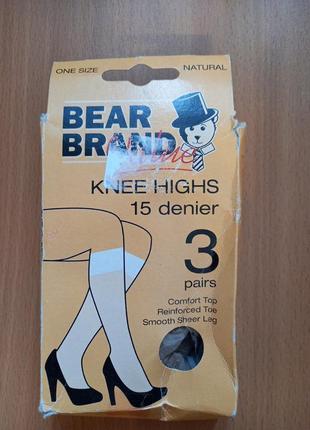 ONE SIZE NATURAL
BEAR
BRAND
KNEE HIGHS
15 denier
3
pairs
Comfort Top
Reinforced Toe
Smooth Sheer Leg